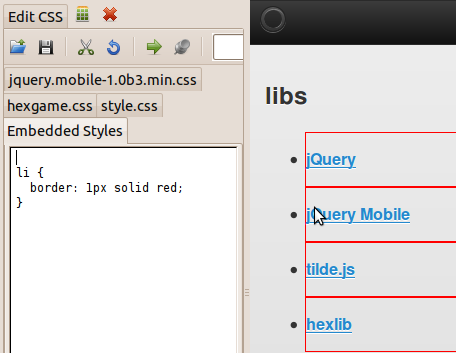 Edit CSS
jquery.mobile-1.0b3.min.css
hexgame.css style.css
Embedded Styles
li {
  border: 1px solid red;
}
libs
jQuery
jQuery Mobile
tilde.js
hexlib